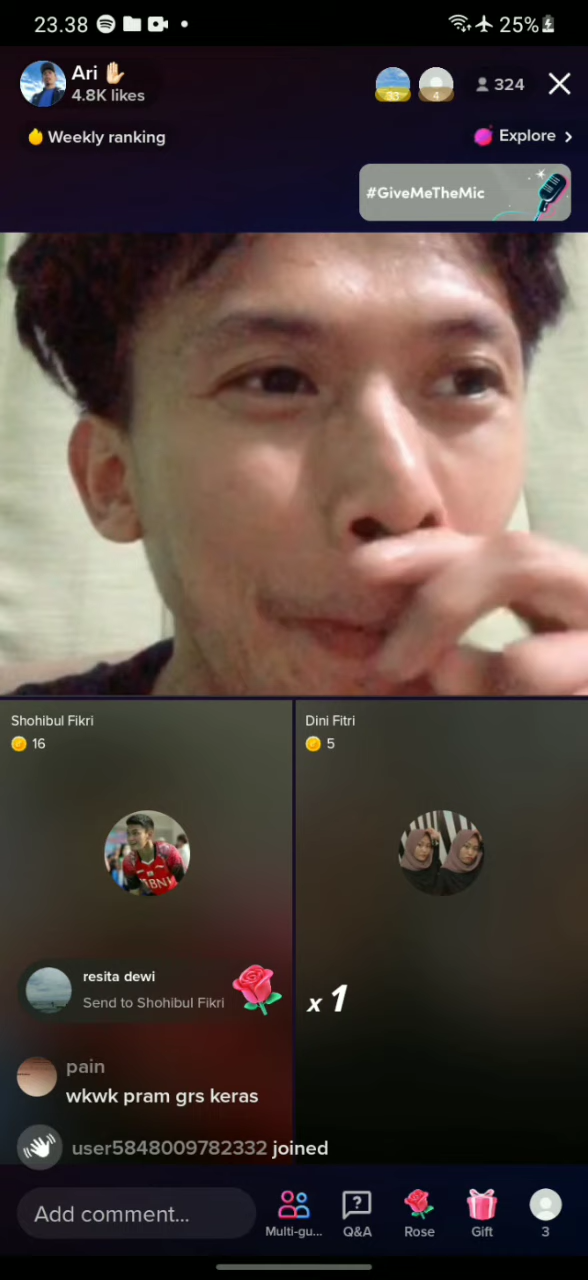 23.38
25%
Ari
4.8K likes
33
4
324
Weekly ranking
Explore
#GiveMeTheMic
Shohibul Fikri
16
Dini Fitri
5
BNI
resita dewi
Send to Shohibul Fikri
x 1
pain
wkwk pram grs keras
user5848009782332 joined
Add comment...
Multi-gu...
Q&A
Rose
Gift
3